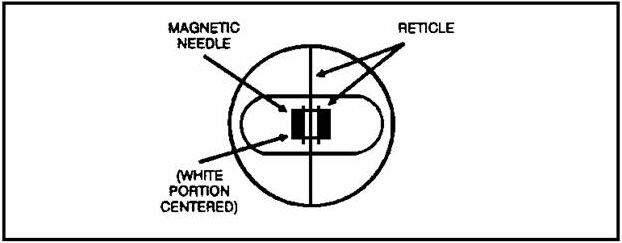 MAGNETIC
NEEDLE
RETICLE
(WHITE
PORTION
CENTERED)